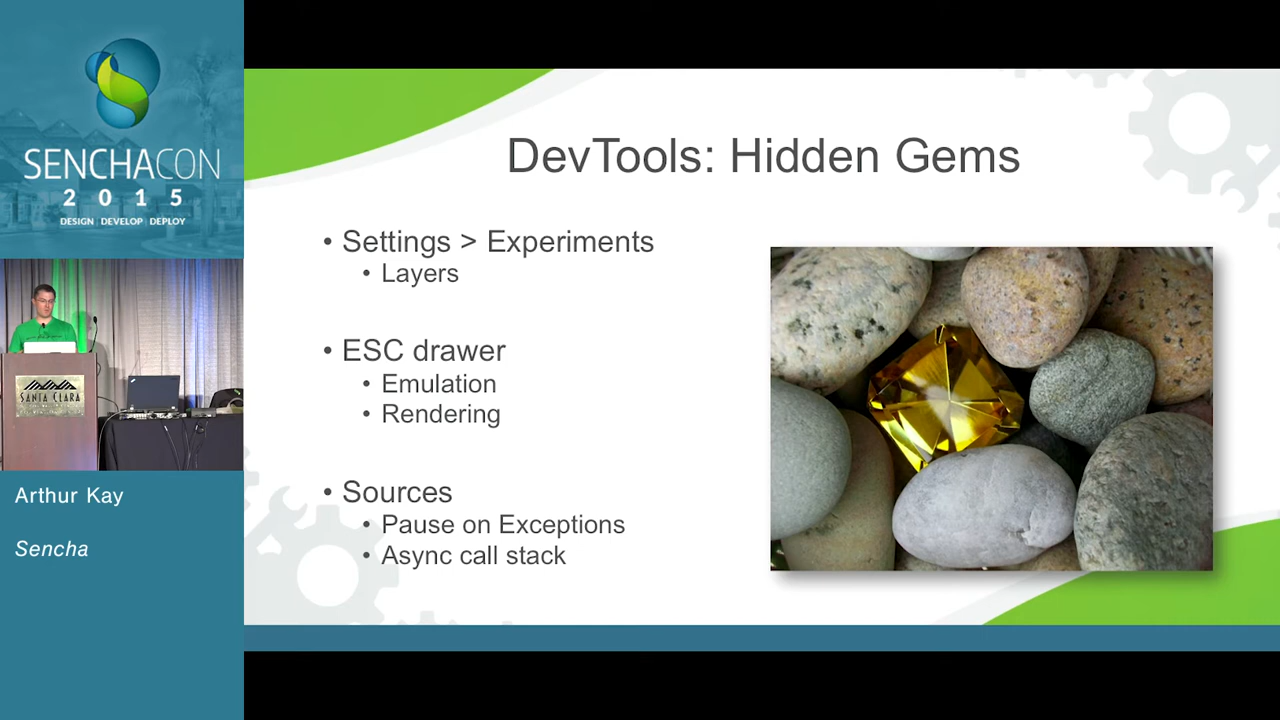 SENCHACON
2015
DESIGN | DEVELOP | DEPLOY
SANTA CLARA
Arthur Kay
Sencha
DevTools: Hidden Gems
• Settings > Experiments
• Layers
• ESC drawer
• Emulation
• Rendering
• Sources
• Pause on Exceptions
• Async call stack